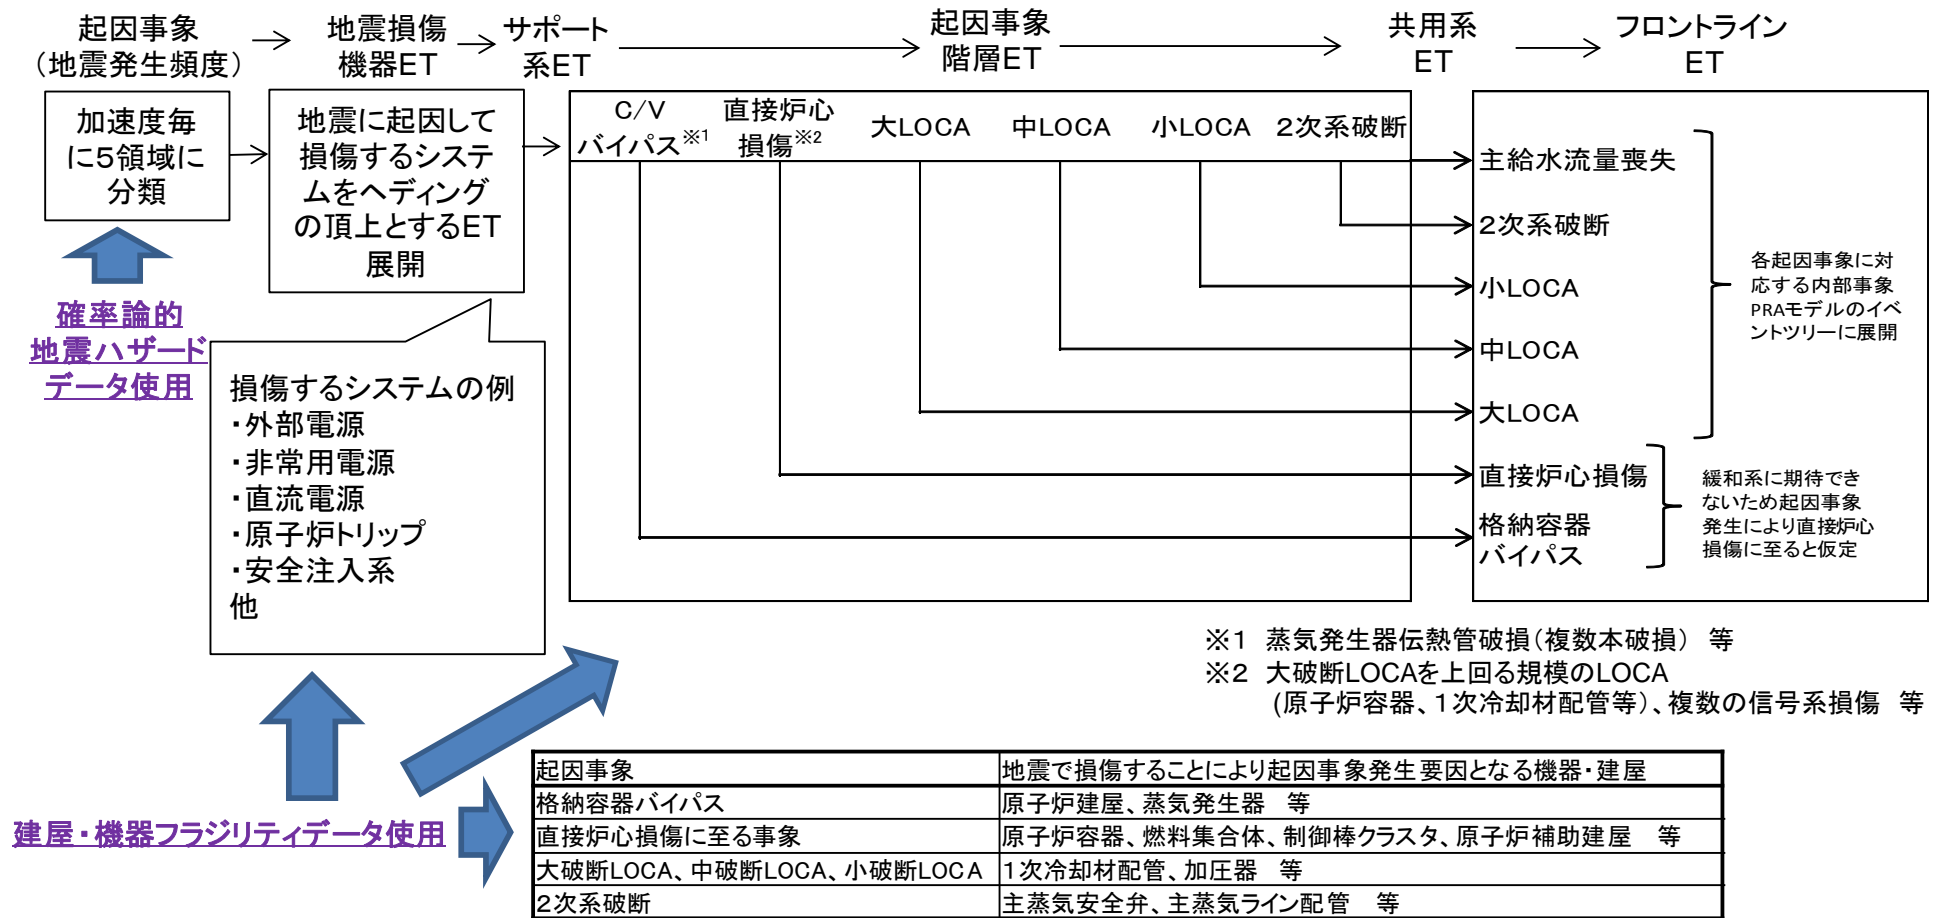 起因事象
(地震発生頻度)
地震損傷
機器ET
サポート
系ET
起因事象
階層ET
共用系
ET
フロントライン
ET
加速度毎
に５領域に
分類
地震に起因して
損傷するシステ
ムをヘディング
の頂上とするET
展開
C/V
バイパス※1
直接炉心
損傷※2
大LOCA
中LOCA
小LOCA
２次系破断
主給水流量喪失
２次系破断
小LOCA
中LOCA
大LOCA
直接炉心損傷
格納容器
バイパス
各起因事象に対
応する内部事象
PRAモデルのイベ
ントツリーに展開
緩和系に期待でき
ないため起因事象
発生により直接炉心
損傷に至ると仮定
確率論的
地震ハザード
データ使用
損傷するシステムの例
・外部電源
・非常用電源
・直流電源
・原子炉トリップ
・安全注入系
他
※１ 蒸気発生器伝熱管破損（複数本破損） 等
※２ 大破断LOCAを上回る規模のLOCA
(原子炉容器、１次冷却材配管等）、複数の信号系損傷 等
建屋・機器フラジリティデータ使用
起因事象 地震で損傷することにより起因事象発生要因となる機器・建屋
格納容器バイパス 原子炉建屋、蒸気発生器 等
直接炉心損傷に至る事象 原子炉容器、燃料集合体、制御棒クラスタ、原子炉補助建屋 等
大破断LOCA、中破断LOCA、小破断LOCA １次冷却材配管、加圧器 等
２次系破断 主蒸気安全弁、主蒸気ライン配管 等